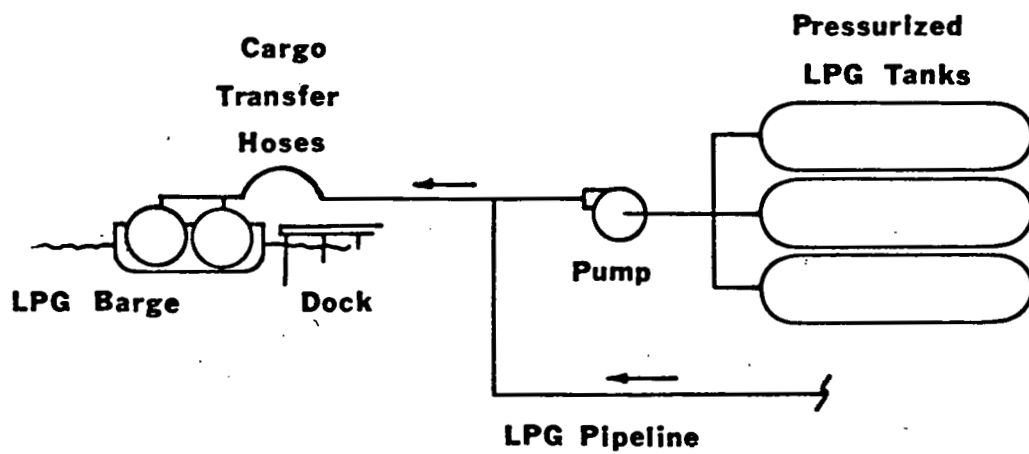 Cargo
Transfer
Hoses
Pressurized
LPG Tanks
LPG Barge
Dock
Pump
LPG Pipeline